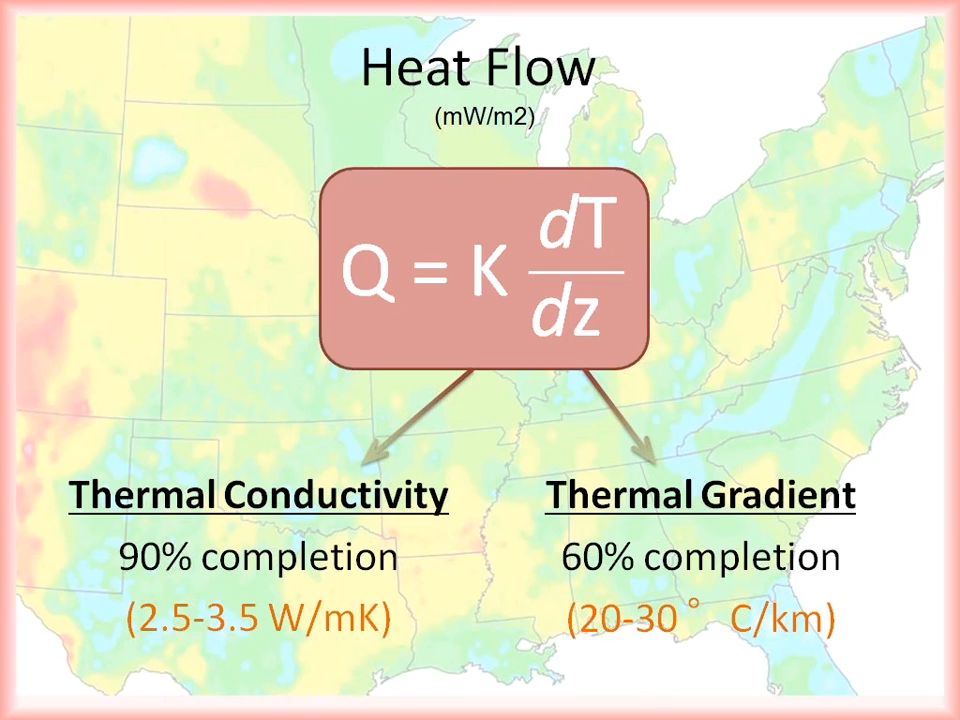 Heat Flow
(mW/m2)
Q = K dT
dz
Thermal Conductivity
90% completion
(2.5-3.5 W/mK)
Thermal Gradient
60% completion
(20-30 ° C/km)